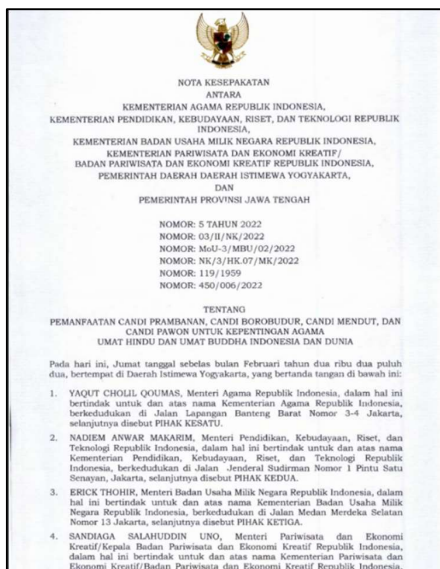 NOTA KESEPAKATAN
ANTARA
KEMENTERIAN AGAMA REPUBLIK INDONESIA,
KEMENTERIAN PENDIDIKAN, KEBUDAYAAN, RISET, DAN TEKNOLOGI REPUBLIK
INDONESIA,
KEMENTERIAN BADAN USAHA MILIK NEGARA REPUBLIK INDONESIA,
KEMENTERIAN PARIWISATA DAN EKONOMI KREATIF/
BADAN PARIWISATA DAN EKONOMI KREATIF REPUBLIK INDONESIA,
PEMERINTAH DAERAH DAERAH ISTIMEWA YOGYAKARTA,
DAN
PEMERINTAH PROVINSI JAWA TENGAH
NOMOR: 5 TAHUN 2022
NOMOR: 03/II/NK/2022
NOMOR: MoU-3/MBU/02/2022
NOMOR: NK/3/HK.07/MK/2022
NOMOR: 119/1959
NOMOR: 450/006/2022
TENTANG
PEMANFAATAN CANDI PRAMBANAN, CANDI BOROBUDUR, CANDI MENDUT, DAN
CANDI PAWON UNTUK KEPENTINGAN AGAMA
UMAT HINDU DAN UMAT BUDDHA INDONESIA DAN DUNIA
Pada hari ini, Jumat tanggal sebelas bulan Februari tahun dua ribu dua puluh
dua, bertempat di Daerah Istimewa Yogyakarta, yang bertanda tangan di bawah ini:
1. YAQUT CHOLIL QOUMAS, Menteri Agama Republik Indonesia, dalam hal ini
bertindak untuk dan atas nama Kementerian Agama Republik Indonesia,
berkedudukan di Jalan Lapangan Banteng Barat Nomor 3-4 Jakarta,
selanjutnya disebut PIHAK KESATU.
2. NADIEM ANWAR MAKARIM, Menteri Pendidikan, Kebudayaan, Riset, dan
Teknologi Republik Indonesia, dalam hal ini bertindak untuk dan atas nama
Kementerian Pendidikan, Kebudayaan, Riset, dan Teknologi Republik
Indonesia, berkedudukan di Jalan Jenderal Sudirman Nomor 1 Pintu Satu
Senayan, Jakarta, selanjutnya disebut PIHAK KEDUA.
3. ERICK THOHIR, Menteri Badan Usaha Milik Negara Republik Indonesia, dalam
hal ini bertindak untuk dan atas nama Kementerian Badan Usaha Milik
Negara Republik Indonesia, berkedudukan di Jalan Medan Merdeka Selatan
Nomor 13 Jakarta, selanjutnya disebut PIHAK KETIGA.
4. SANDIAGA SALAHUDDIN UNO, Menteri Pariwisata dan Ekonomi
Kreatif/Kepala Badan Pariwisata dan Ekonomi Kreatif Republik Indonesia,
dalam hal ini bertindak untuk dan atas nama Kementerian Pariwisata dan
Ekonomi Kreatif/Badan Pariwisata dan Ekonomi Kreatif Republik Indonesia,